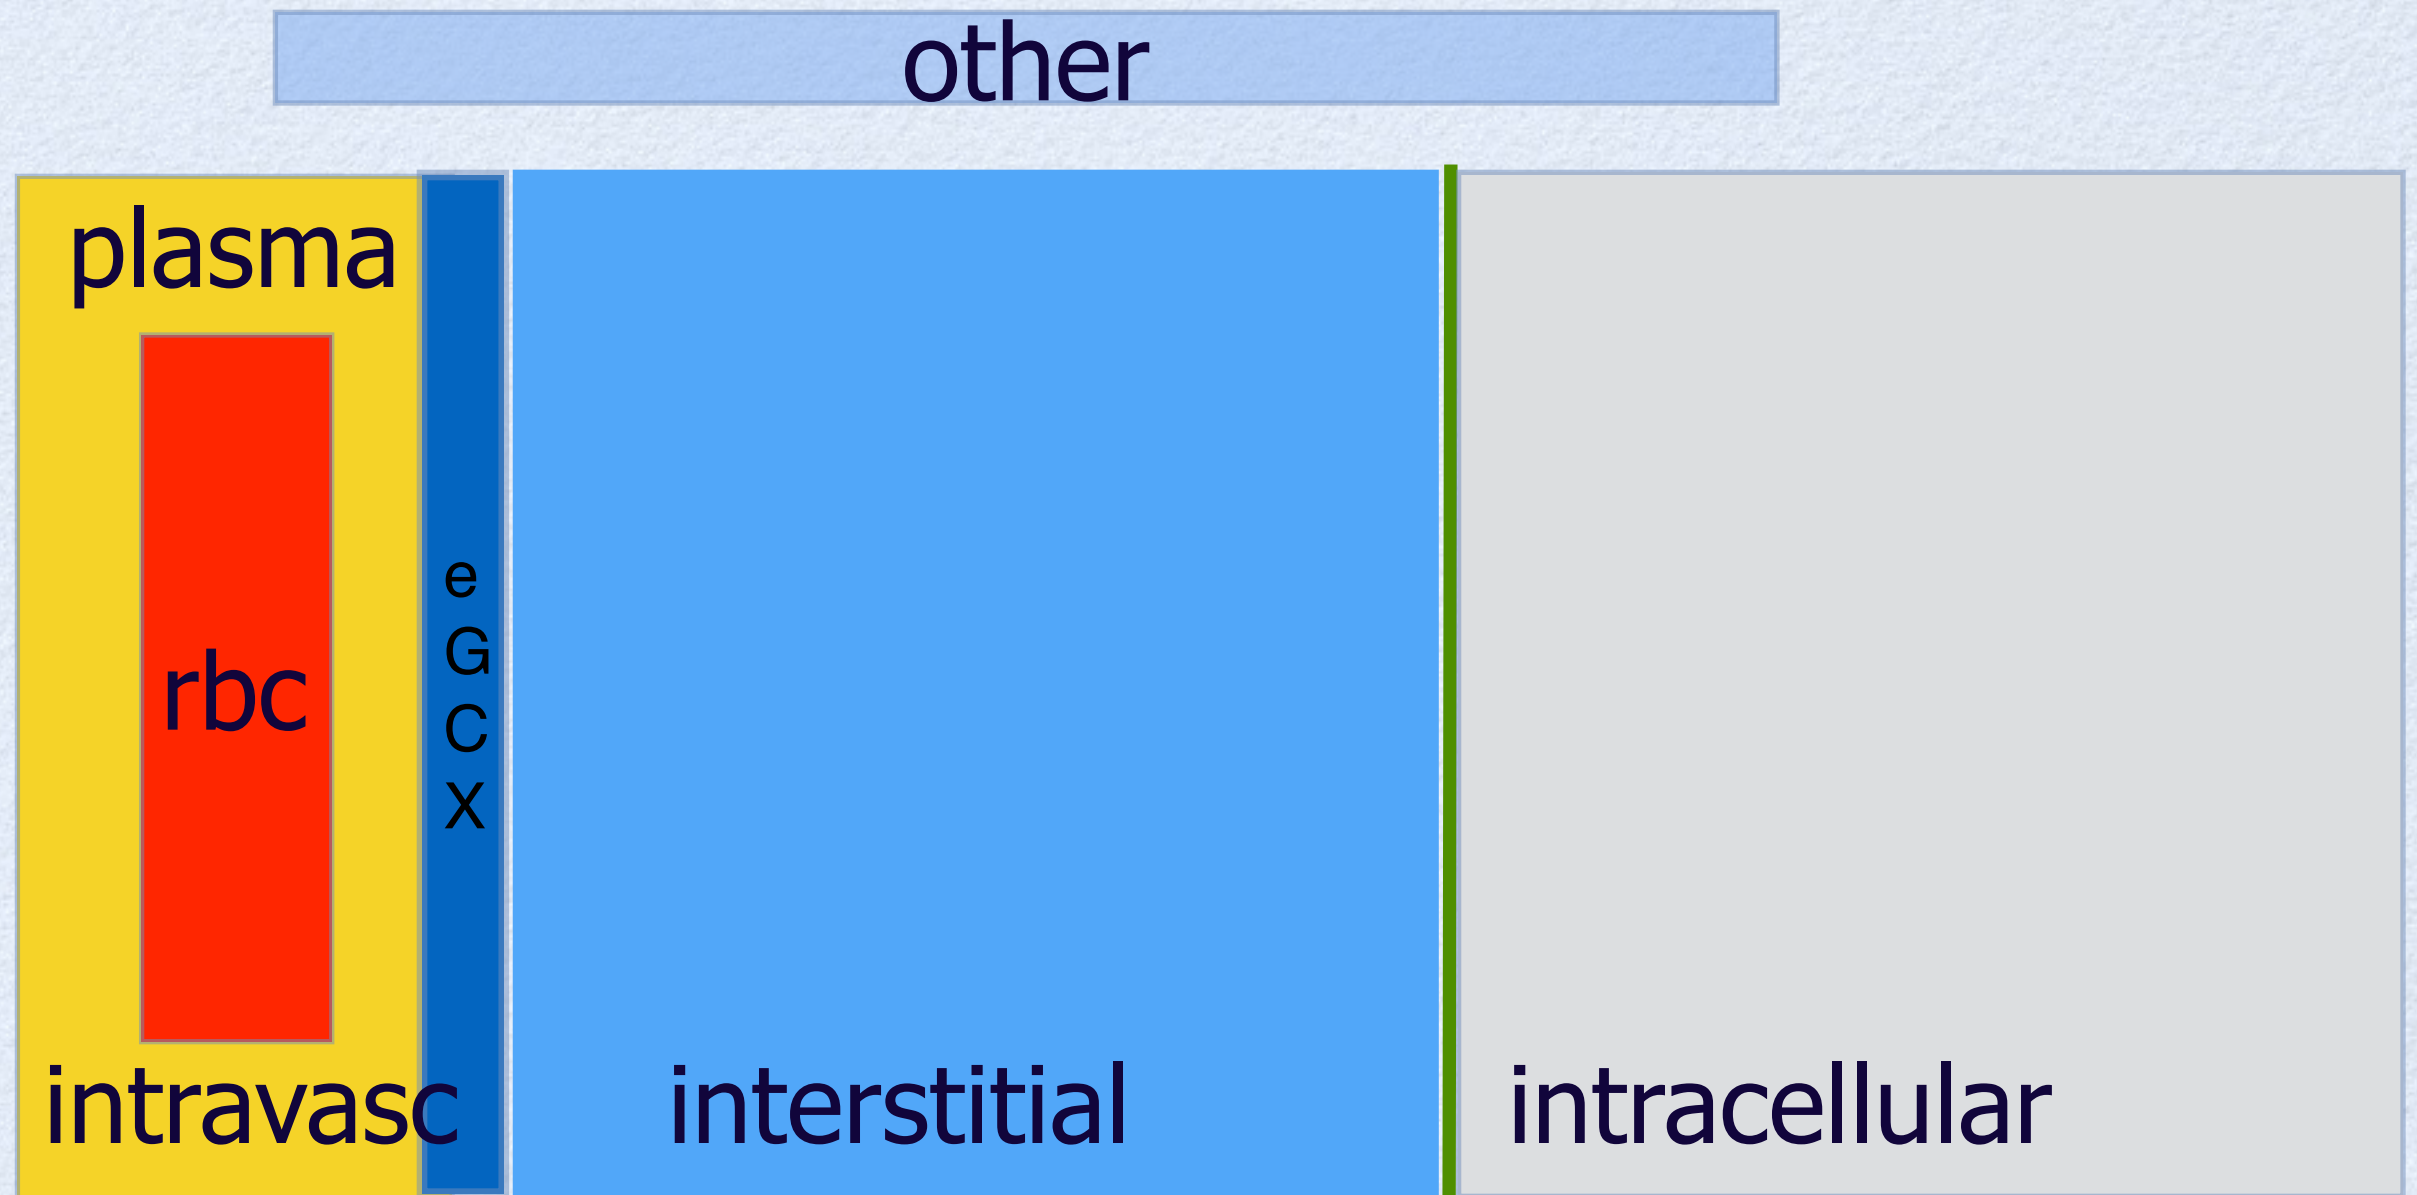 other
plasma
rbc
e
G
C
X
intravasc
interstitial
intracellular